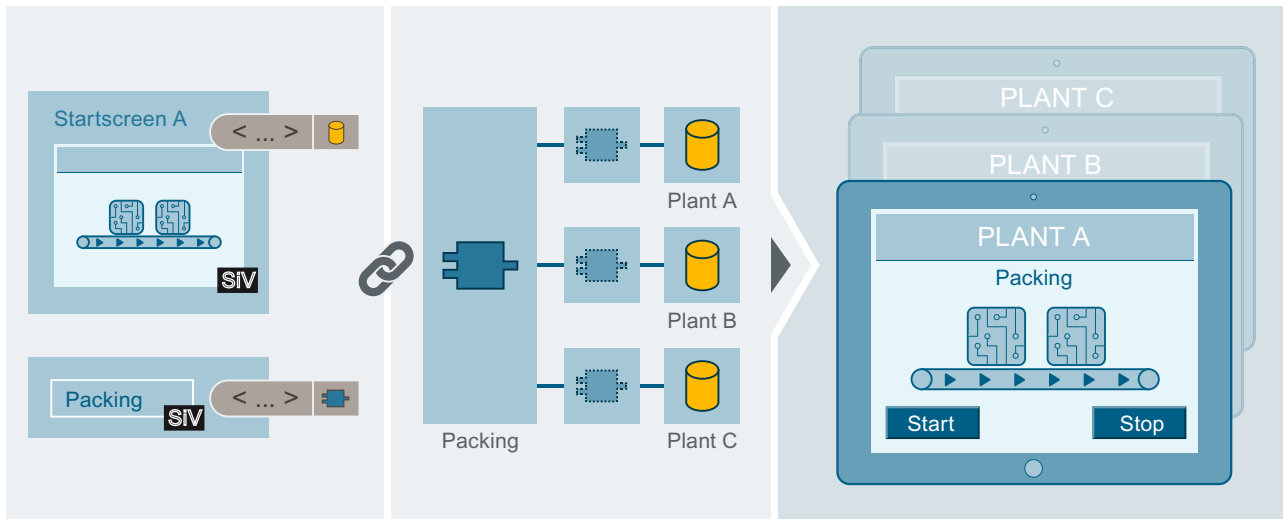 Startscreen A
< ... >
SiV
Packing
< ... >
SiV
Packing
Plant A
Plant B
Plant C
PLANT C
PLANT B
PLANT A
Packing
Start
Stop